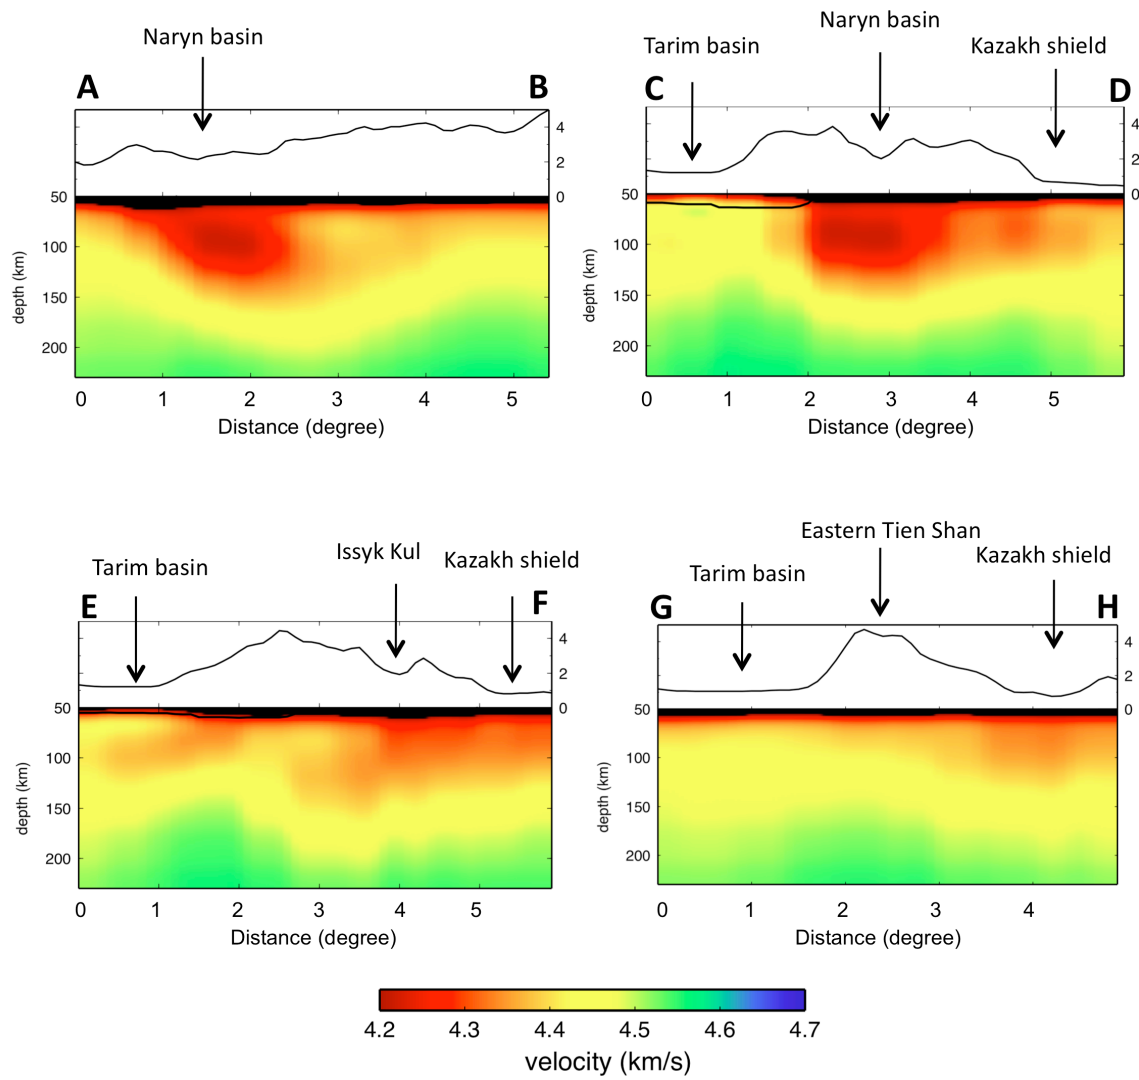 Naryn basin
A
B
4
2
0
50
100
150
200
depth (km)
0 1 2 3 4 5
Distance (degree)
Naryn basin
Tarim basin
Kazakh shield
C
D
4
2
0
50
100
150
200
depth (km)
0 1 2 3 4 5
Distance (degree)
Issyk Kul
Tarim basin
Kazakh shield
E
F
4
2
0
50
100
150
200
depth (km)
0 1 2 3 4 5
Distance (degree)
Eastern Tien Shan
Tarim basin
Kazakh shield
G
H
4
2
0
50
100
150
200
depth (km)
0 1 2 3 4
Distance (degree)
4.2 4.3 4.4 4.5 4.6 4.7
velocity (km/s)